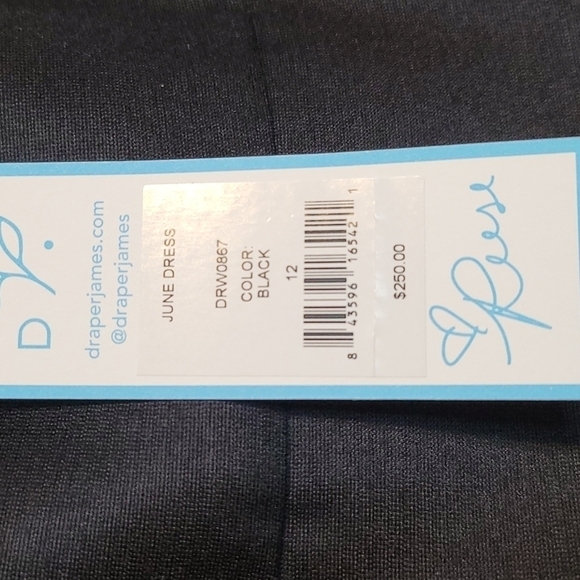 D
draperjames.com
@draperjames
JUNE DRESS
DRW0867
COLOR:
BLACK
12
8 43596 16542 1
$250.00
Reese